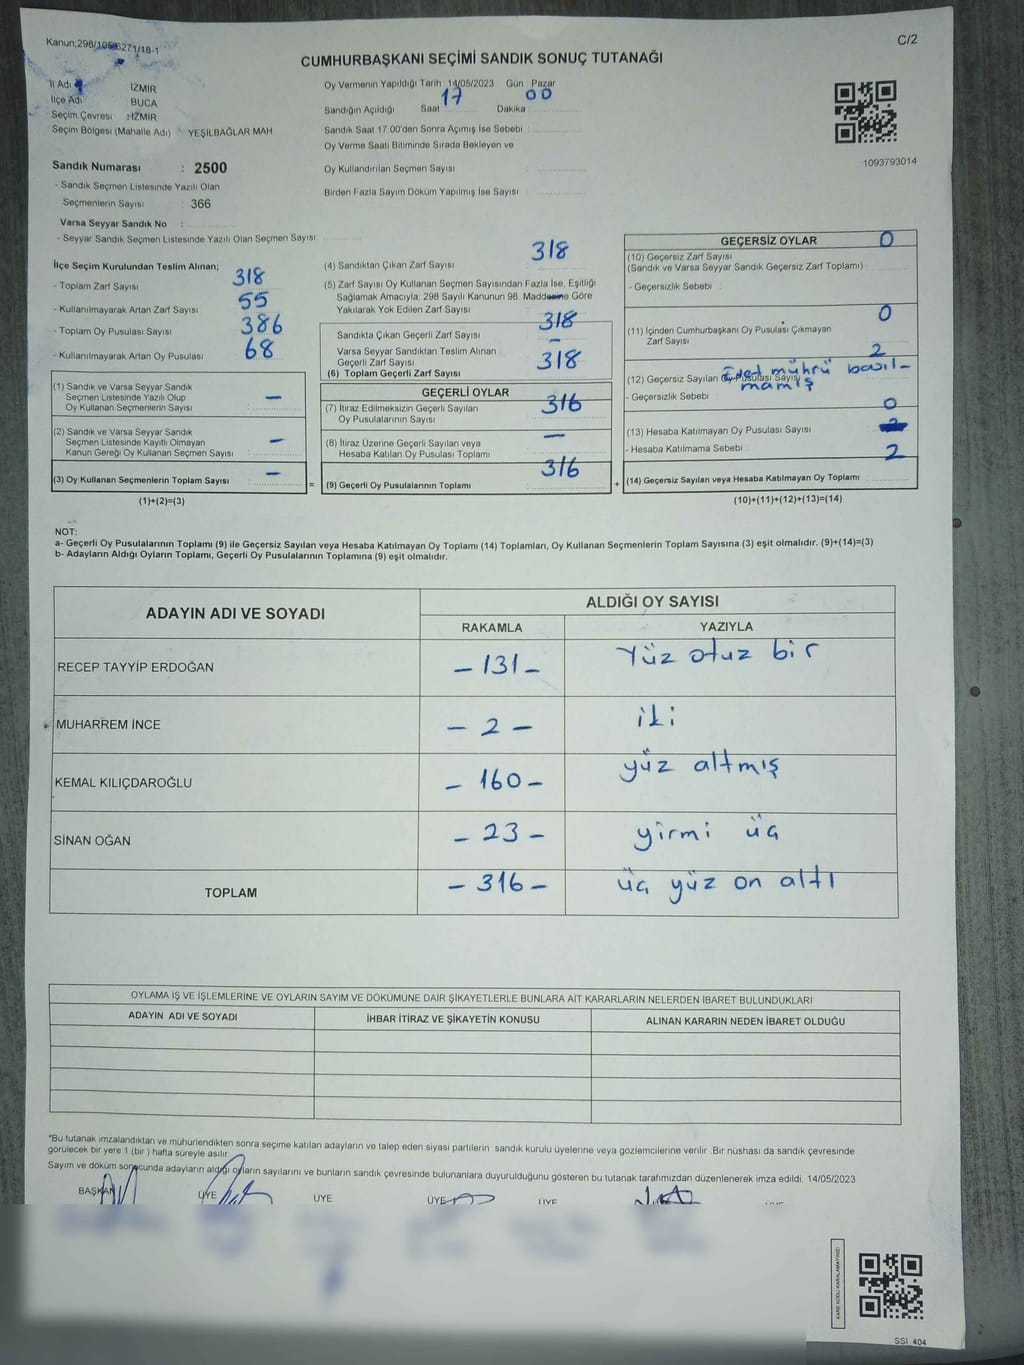 Kanun;298/105-6271/18-1
C/2
CUMHURBAŞKANI SEÇİMİ SANDIK SONUÇ TUTANAĞI
İl Adı : İZMİR
İlçe Adı BUCA
Seçim Çevresi : İZMİR
Seçim Bölgesi (Mahalle Adı) YEŞİLBAĞLAR MAH
Sandık Numarası : 2500
- Sandık Seçmen Listesinde Yazılı Olan
Seçmenlerin Sayısı : 366
Varsa Seyyar Sandık No :
- Seyyar Sandık Seçmen Listesinde Yazılı Olan Seçmen Sayısı
Oy Vermenin Yapıldığı Tarih 14/05/2023 Gün : Pazar
Sandığın Açıldığı Saat 17 Dakika 00
Sandık Saat 17.00'den Sonra Açımış İse Sebebi
Oy Verme Saati Bitiminde Sırada Bekleyen ve
Oy Kullandırılan Seçmen Sayısı :
Birden Fazla Sayım Döküm Yapılmış İse Sayısı
1093793014
İlçe Seçim Kurulundan Teslim Alınan;
- Toplam Zarf Sayısı 318
- Kullanılmayarak Artan Zarf Sayısı 55
- Toplam Oy Pusulası Sayısı 386
- Kullanılmayarak Artan Oy Pusulası 68
(1) Sandık ve Varsa Seyyar Sandık
Seçmen Listesinde Yazılı Olup
Oy Kullanan Seçmenlerin Sayısı —
(2) Sandık ve Varsa Seyyar Sandık
Seçmen Listesinde Kayıtlı Olmayan
Kanun Gereği Oy Kullanan Seçmen Sayısı —
(3) Oy Kullanan Seçmenlerin Toplam Sayısı —
(1)+(2)=(3)
=
(4) Sandıktan Çıkan Zarf Sayısı 318
(5) Zarf Sayısı Oy Kullanan Seçmen Sayısından Fazla İse, Eşitliği
Sağlamak Amacıyla, 298 Sayılı Kanunun 98. Maddesine Göre
Yakılarak Yok Edilen Zarf Sayısı
Sandıkta Çıkan Geçerli Zarf Sayısı 318
Varsa Seyyar Sandıktan Teslim Alınan
Geçerli Zarf Sayısı —
(6) Toplam Geçerli Zarf Sayısı 318
GEÇERLİ OYLAR
(7) İtiraz Edilmeksizin Geçerli Sayılan
Oy Pusulasının Sayısı 316
(8) İtiraz Üzerine Geçerli Sayılan veya
Hesaba Katılan Oy Pusulası Toplamı —
(9) Geçerli Oy Pusulalarının Toplamı 316
+
GEÇERSİZ OYLAR
(10) Geçersiz Zarf Sayısı 0
(Sandık ve Varsa Seyyar Sandık Geçersiz Zarf Toplamı)
- Geçersizlik Sebebi :
(11) İçinden Cumhurbaşkanı Oy Pusulası Çıkmayan 0
Zarf Sayısı
(12) Geçersiz Sayılan Oy Pusulası Sayısı 2
- Geçersizlik Sebebi Evet mührü basıl-
mamış
(13) Hesaba Katılmayan Oy Pusulası Sayısı 0
- Hesaba Katılmama Sebebi
(14) Geçersiz Sayılan veya Hesaba Katılmayan Oy Toplamı 2
(10)+(11)+(12)+(13)=(14)
NOT:
a- Geçerli Oy Pusulalarının Toplamı (9) ile Geçersiz Sayılan veya Hesaba Katılmayan Oy Toplamı (14) Toplamları, Oy Kullanan Seçmenlerin Toplam Sayısına (3) eşit olmalıdır. (9)+(14)=(3)
b- Adayların Aldığı Oyların Toplamı, Geçerli Oy Pusulalarının Toplamına (9) eşit olmalıdır.
ADAYIN ADI VE SOYADI ALDIĞI OY SAYISI
RAKAMLA YAZIYLA
RECEP TAYYİP ERDOĞAN - 131 - Yüz otuz bir
MUHARREM İNCE - 2 - iki
KEMAL KILIÇDAROĞLU - 160 - yüz altmış
SİNAN OĞAN - 23 - yirmi üç
TOPLAM - 316 - üç yüz on altı
OYLAMA İŞ VE İŞLEMLERİNE VE OYLARIN SAYIM VE DÖKÜMÜNE DAİR ŞİKAYETLERLE BUNLARA AİT KARARLARIN NELERDEN İBARET BULUNDUKLARI
ADAYIN ADI VE SOYADI İHBAR İTİRAZ VE ŞİKAYETİN KONUSU ALINAN KARARIN NEDEN İBARET OLDUĞU
*Bu tutanak imzalandıktan ve mühürlendikten sonra seçime katılan adayların ve talep eden siyasi partilerin sandık kurulu üyelerine veya gözlemcilerine verilir. Bir nüshası da sandık çevresinde
görülecek bir yere 1 (bir ) hafta süreyle asılır
Sayım ve döküm sonucunda adayların aldığı oyların sayılarını ve bunların sandık çevresinde bulunanlara duyurulduğunu gösteren bu tutanak tarafımızdan düzenlenerek imza edildi. 14/05/2023
BAŞKAN ÜYE ÜYE ÜYE ÜYE
KARE KODU KARALAMAYINIZ!
SSI_404